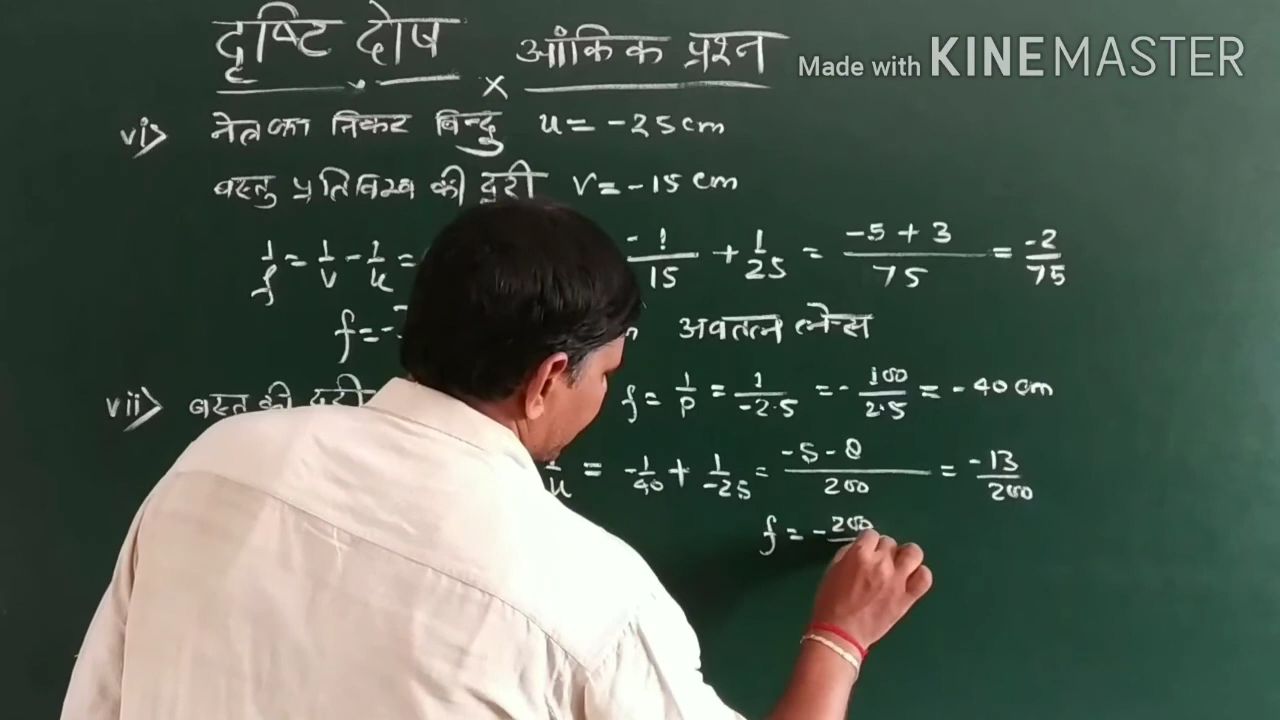 दृष्टि दोष x आंकिक प्रश्न
Made with KINEMASTER
vi> नेत्र का निकट बिन्दु u = -25 cm
वस्तु प्रतिबिम्ब की दूरी v = -15 cm
1/f = 1/v - 1/u = -1/15 + 1/25 = -5 + 3/75 = -2/75
f = - अवतल लेन्स
vii> वस्तु की दूरी f = 1/P = 1/-2.5 = -100/2.5 = -40 cm
u = -1/40 + 1/-25 = -5-8/200 = -13/200
f = -200